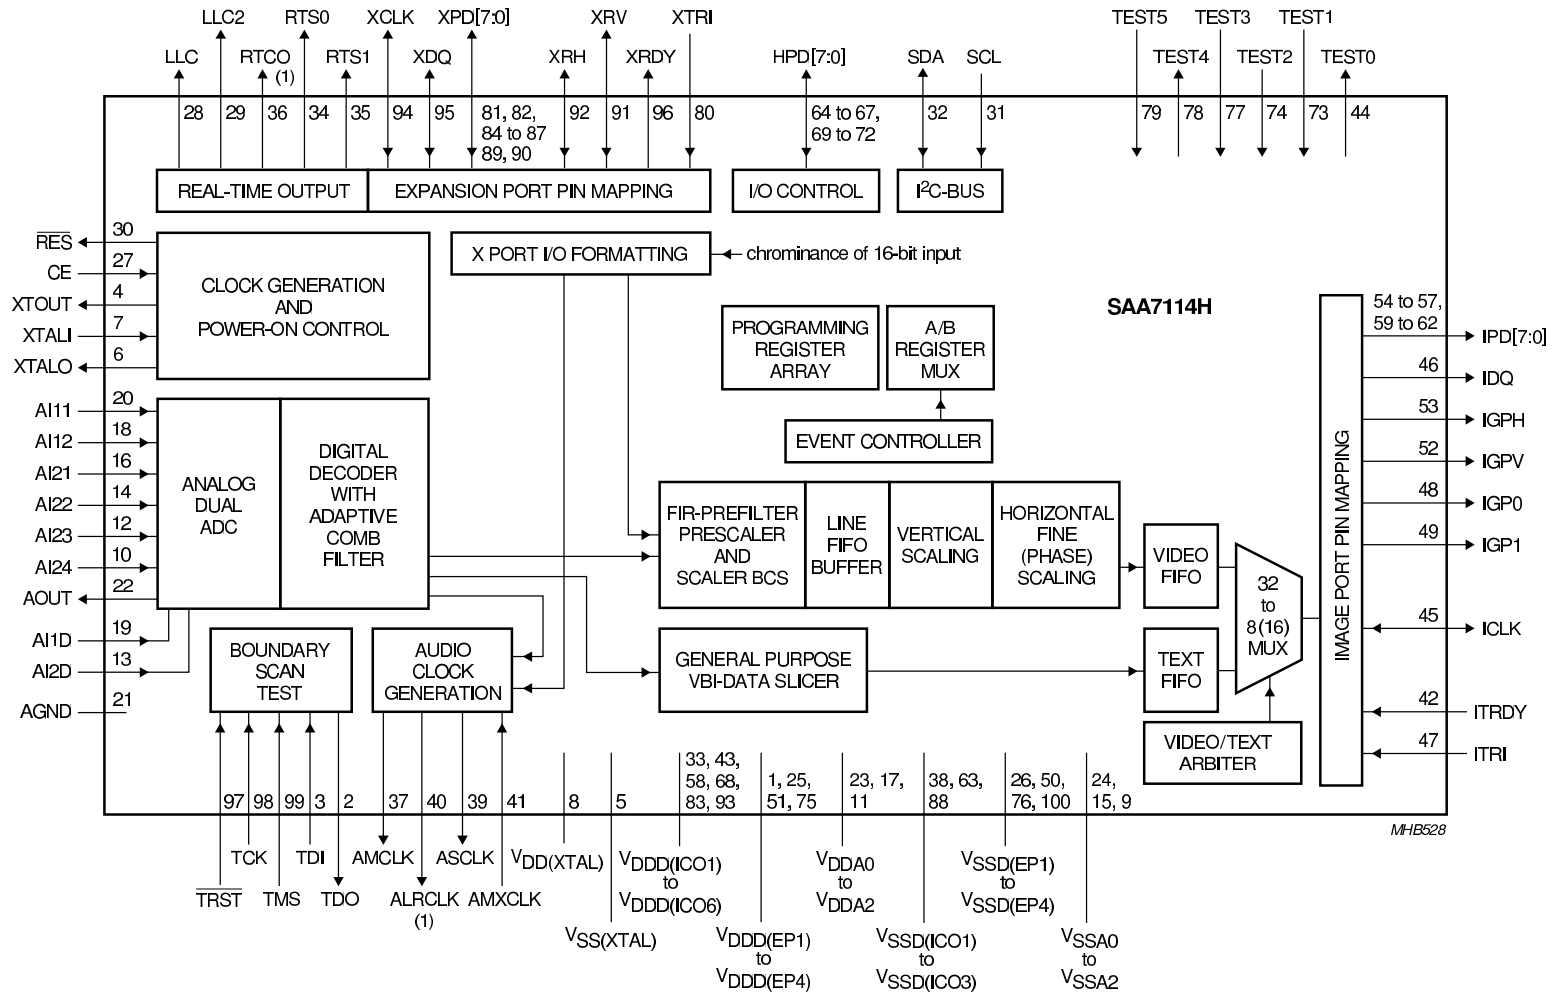 LLC2 RTS0 XCLK XPD[7:0] XRV XTRI TEST5 TEST3 TEST1
LLC RTCO RTS1 XDQ XRH XRDY HPD[7:0] SDA SCL TEST4 TEST2 TEST0
(1)
28 29 36 34 35 94 95 81, 82, 92 91 96 80 64 to 67, 32 31 79 78 77 74 73 44
84 to 87 69 to 72
89, 90
REAL-TIME OUTPUT EXPANSION PORT PIN MAPPING I/O CONTROL I2C-BUS
RES 30
CE 27
XTOUT 4
XTALI 7
XTALO 6
CLOCK GENERATION
AND
POWER-ON CONTROL
X PORT I/O FORMATTING chrominance of 16-bit input
SAA7114H
PROGRAMMING
REGISTER
ARRAY
A/B
REGISTER
MUX
EVENT CONTROLLER
AI11 20
AI12 18
AI21 16
AI22 14
AI23 12
AI24 10
AOUT 22
AI1D 19
AI2D 13
AGND 21
ANALOG
DUAL
ADC
DIGITAL
DECODER
WITH
ADAPTIVE
COMB
FILTER
FIR-PREFILTER
PRESCALER
AND
SCALER BCS
LINE
FIFO
BUFFER
VERTICAL
SCALING
HORIZONTAL
FINE
(PHASE)
SCALING
VIDEO
FIFO
32
to
8(16)
MUX
IMAGE PORT PIN MAPPING
54 to 57,
59 to 62 IPD[7:0]
46 IDQ
53 IGPH
52 IGPV
48 IGP0
49 IGP1
45 ICLK
42 ITRDY
47 ITRI
BOUNDARY
SCAN
TEST
AUDIO
CLOCK
GENERATION
GENERAL PURPOSE
VBI-DATA SLICER
TEXT
FIFO
VIDEO/TEXT
ARBITER
97 98 99 3 2 37 40 39 41 8 5
33, 43,
58, 68,
83, 93
1, 25,
51, 75
23, 17,
11
38, 63,
88
26, 50,
76, 100
24,
15, 9
MHB528
TCK TDI AMCLK ASCLK VDD(XTAL)
TRST TMS TDO ALRCLK AMXCLK
(1)
VDDD(ICO1)
to
VDDD(ICO6)
VDDA0
to
VDDA2
VSSD(EP1)
to
VSSD(EP4)
VSS(XTAL)
VDDD(EP1)
to
VDDD(EP4)
VSSD(ICO1)
to
VSSD(ICO3)
VSSA0
to
VSSA2